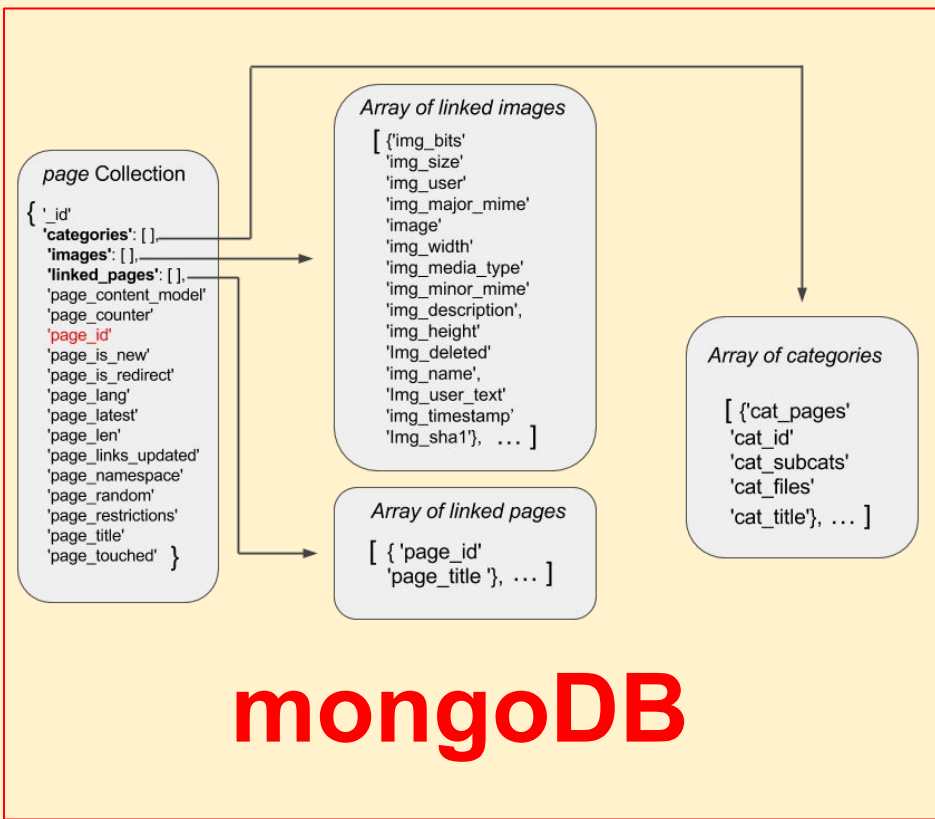 page Collection
{ '_id'
'categories': [ ],
'images': [ ],
'linked_pages': [ ],
'page_content_model'
'page_counter'
'page_id'
'page_is_new'
'page_is_redirect'
'page_lang'
'page_latest'
'page_len'
'page_links_updated'
'page_namespace'
'page_random'
'page_restrictions'
'page_title'
'page_touched' }
Array of linked images
[ {'img_bits'
'img_size'
'img_user'
'img_major_mime'
'image'
'img_width'
'img_media_type'
'img_minor_mime'
'img_description',
'img_height'
'Img_deleted'
'img_name',
'Img_user_text'
'img_timestamp'
'Img_sha1'}, ... ]
Array of linked pages
[ { 'page_id'
'page_title '}, ... ]
Array of categories
[ {'cat_pages'
'cat_id'
'cat_subcats'
'cat_files'
'cat_title'}, ... ]
mongoDB